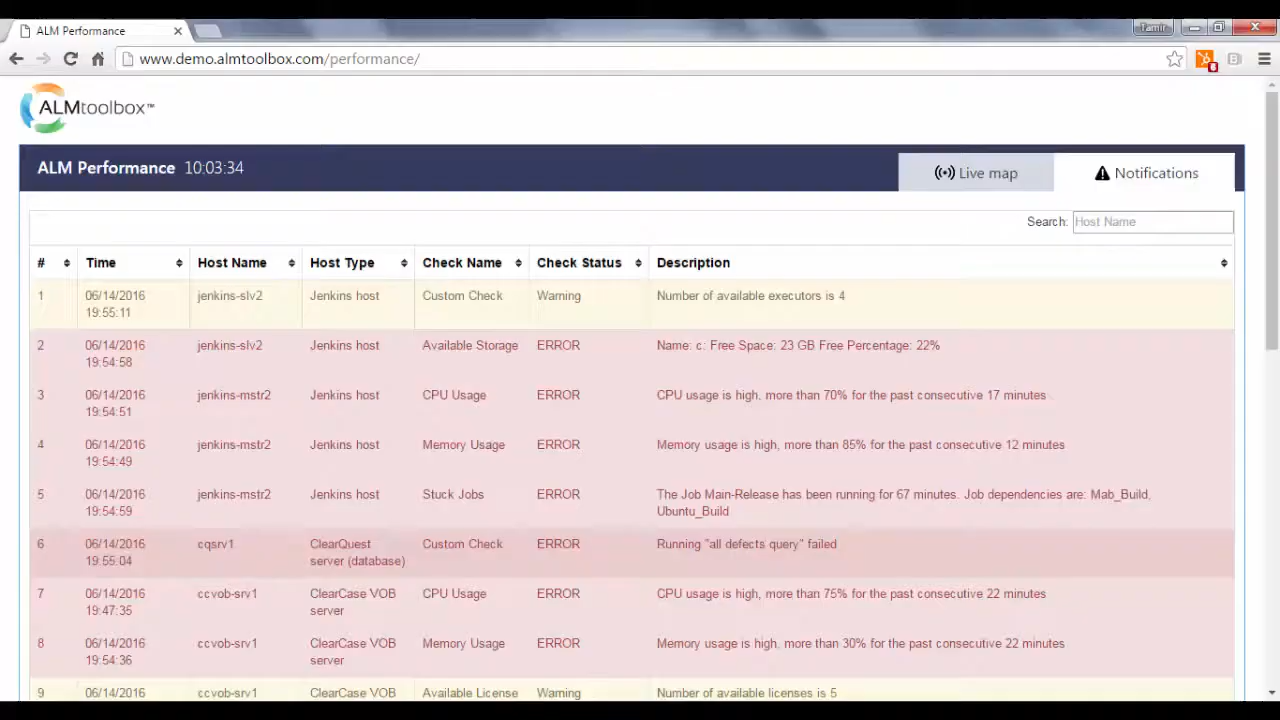 ALM Performance
Tamir
www.demo.almtoolbox.com/performance/
8
ALMtoolbox™
ALM Performance 10:03:34
Live map
Notifications
Search: Host Name
# Time Host Name Host Type Check Name Check Status Description
1 06/14/2016 jenkins-slv2 Jenkins host Custom Check Warning Number of available executors is 4
19:55:11
2 06/14/2016 jenkins-slv2 Jenkins host Available Storage ERROR Name: c: Free Space: 23 GB Free Percentage: 22%
19:54:58
3 06/14/2016 jenkins-mstr2 Jenkins host CPU Usage ERROR CPU usage is high, more than 70% for the past consecutive 17 minutes
19:54:51
4 06/14/2016 jenkins-mstr2 Jenkins host Memory Usage ERROR Memory usage is high, more than 85% for the past consecutive 12 minutes
19:54:49
5 06/14/2016 jenkins-mstr2 Jenkins host Stuck Jobs ERROR The Job Main-Release has been running for 67 minutes. Job dependencies are: Mab_Build,
19:54:59 Ubuntu_Build
6 06/14/2016 cqsrv1 ClearQuest Custom Check ERROR Running "all defects query" failed
19:55:04 server (database)
7 06/14/2016 ccvob-srv1 ClearCase VOB CPU Usage ERROR CPU usage is high, more than 75% for the past consecutive 22 minutes
19:47:35 server
8 06/14/2016 ccvob-srv1 ClearCase VOB Memory Usage ERROR Memory usage is high, more than 30% for the past consecutive 22 minutes
19:54:36 server
9 06/14/2016 ccvob-srv1 ClearCase VOB Available License Warning Number of available licenses is 5